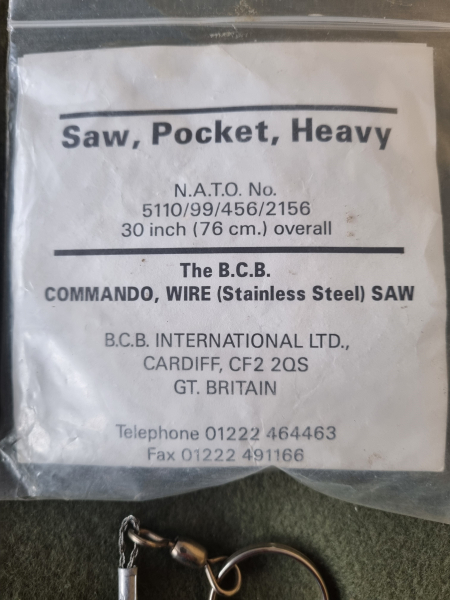 Saw, Pocket, Heavy
N.A.T.O. No.
5110/99/456/2156
30 inch (76 cm.) overall
The B.C.B.
COMMANDO, WIRE (Stainless Steel) SAW
B.C.B. INTERNATIONAL LTD.,
CARDIFF, CF2 2QS
GT. BRITAIN
Telephone 01222 464463
Fax 01222 491166